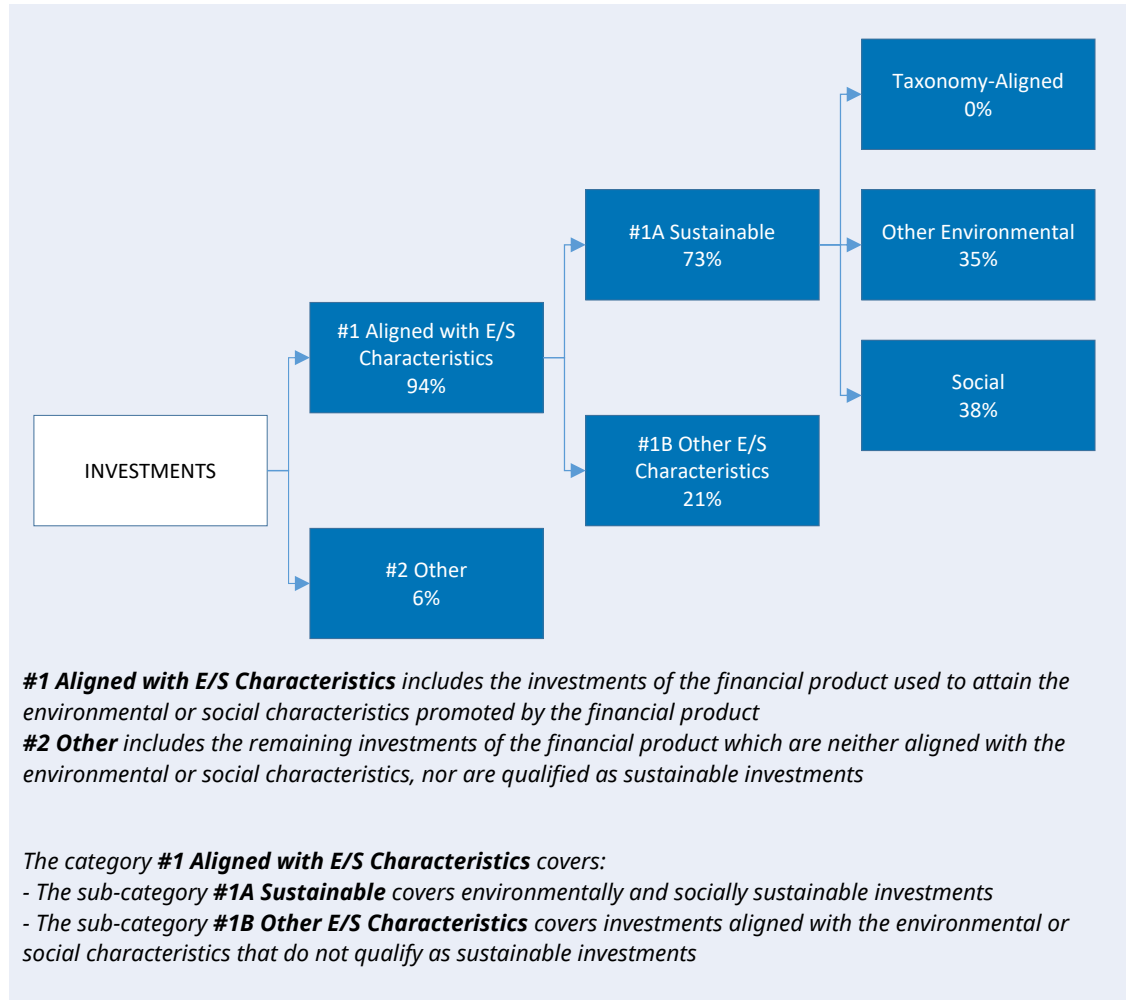 Taxonomy-Aligned
0%
#1A Sustainable
73%
Other Environmental
35%
#1 Aligned with E/S
Characteristics
94%
Social
38%
INVESTMENTS
#1B Other E/S
Characteristics
21%
#2 Other
6%
#1 Aligned with E/S Characteristics includes the investments of the financial product used to attain the
environmental or social characteristics promoted by the financial product
#2 Other includes the remaining investments of the financial product which are neither aligned with the
environmental or social characteristics, nor are qualified as sustainable investments
The category #1 Aligned with E/S Characteristics covers:
- The sub-category #1A Sustainable covers environmentally and socially sustainable investments
- The sub-category #1B Other E/S Characteristics covers investments aligned with the environmental or
social characteristics that do not qualify as sustainable investments